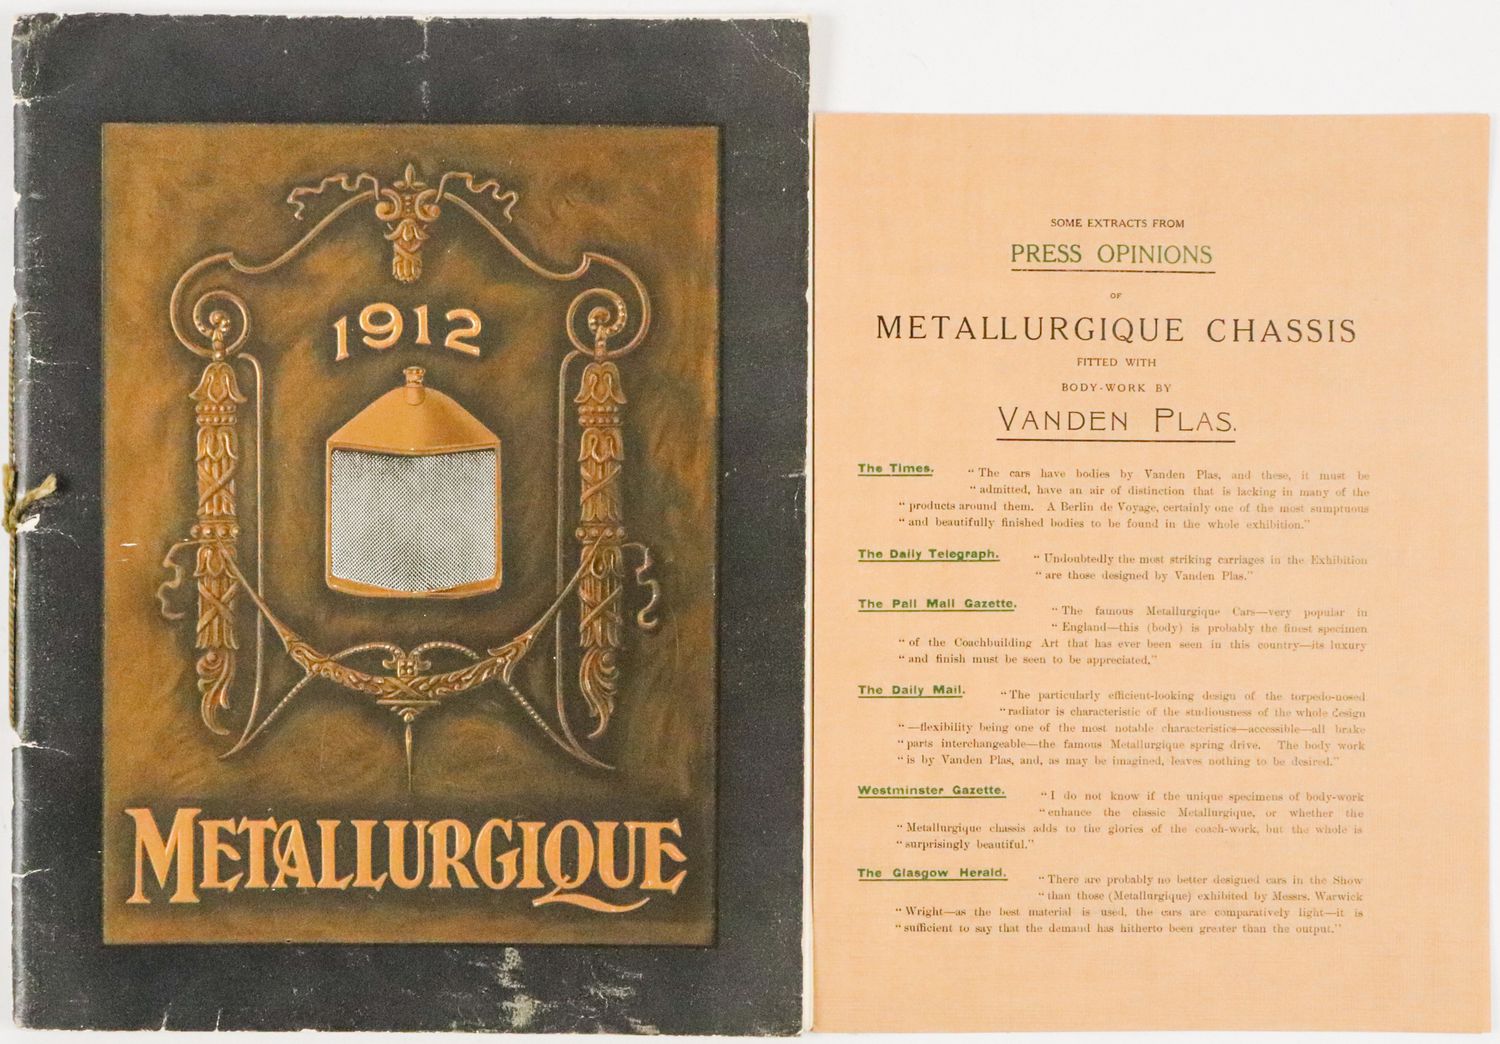 1912
METALLURGIQUE
SOME EXTRACTS FROM
PRESS OPINIONS
OF
METALLURGIQUE CHASSIS
FITTED WITH
BODY-WORK BY
VANDEN PLAS.
The Times. “ The cars have bodies by Vanden Plas, and these, it must be
“ admitted, have an air of distinction that is lacking in many of the
“ products around them. A Berlin de Voyage, certainly one of the most sumptuous
“ and beautifully finished bodies to be found in the whole exhibition.”
The Daily Telegraph. “ Undoubtedly the most striking carriages in the Exhibition
“ are those designed by Vanden Plas.”
The Pall Mall Gazette. “ The famous Metallurgique Cars—very popular in
“ England—this (body) is probably the finest specimen
“ of the Coachbuilding Art that has ever been seen in this country—its luxury
“ and finish must be seen to be appreciated.”
The Daily Mail. “ The particularly efficient-looking design of the torpedo-nosed
“ radiator is characteristic of the studiousness of the whole design
“ —flexibility being one of the most notable characteristics—accessible—all brake
“ parts interchangeable—the famous Metallurgique spring drive. The body work
“ is by Vanden Plas, and, as may be imagined, leaves nothing to be desired.”
Westminster Gazette. “ I do not know if the unique specimens of body-work
“ enhance the classic Metallurgique, or whether the
“ Metallurgique chassis adds to the glories of the coach-work, but the whole is
“ surprisingly beautiful.”
The Glasgow Herald. “ There are probably no better designed cars in the Show
“ than those (Metallurgique) exhibited by Messrs. Warwick
“ Wright—as the best material is used, the cars are comparatively light—it is
“ sufficient to say that the demand has hitherto been greater than the output.”